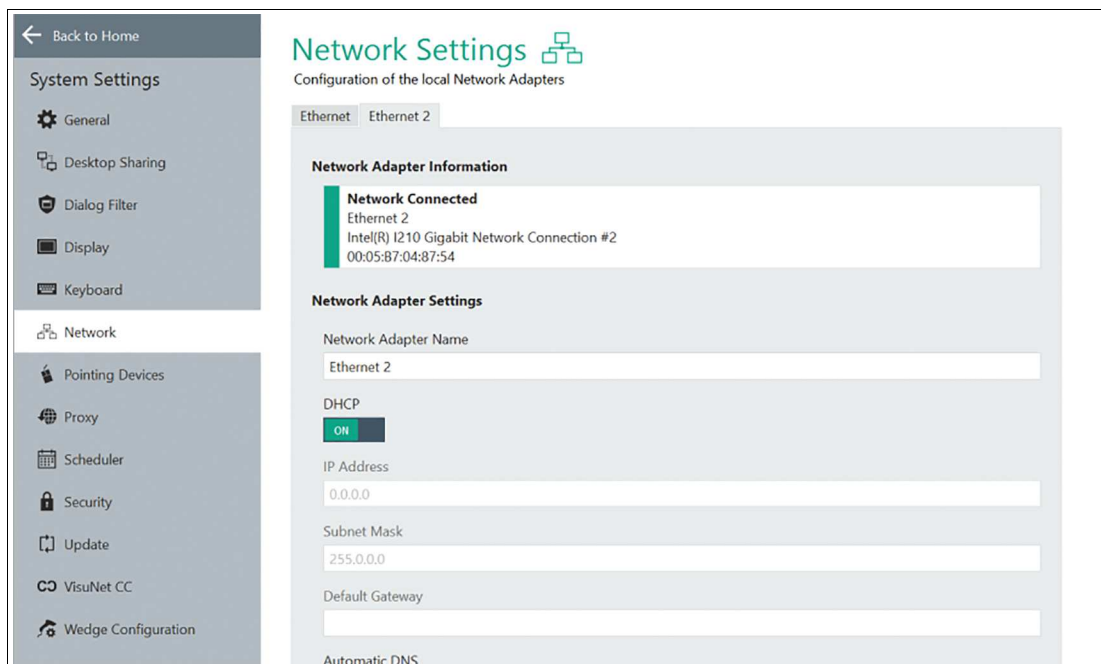 Back to Home
System Settings
General
Desktop Sharing
Dialog Filter
Display
Keyboard
Network
Pointing Devices
Proxy
Scheduler
Security
Update
VisuNet CC
Wedge Configuration
Network Settings
Configuration of the local Network Adapters
Ethernet Ethernet 2
Network Adapter Information
Network Connected
Ethernet 2
Intel(R) I210 Gigabit Network Connection #2
00:05:B7:04:87:54
Network Adapter Settings
Network Adapter Name
Ethernet 2
DHCP
ON
IP Address
0.0.0.0
Subnet Mask
255.0.0.0
Default Gateway
Automatic DNS